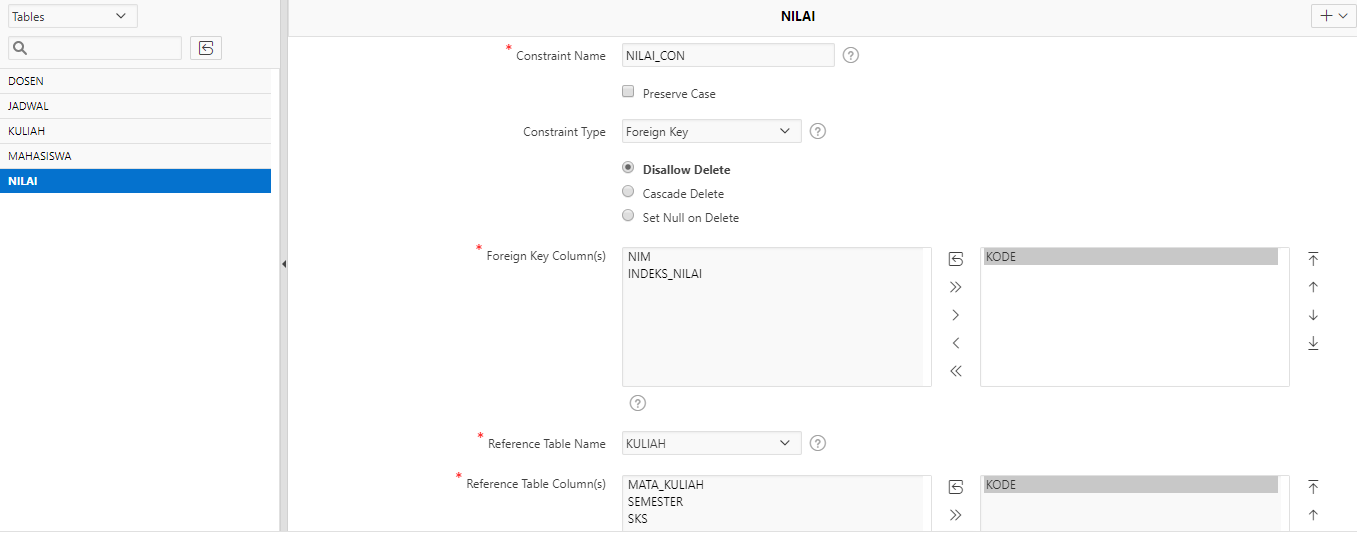 Tables
DOSEN
JADWAL
KULIAH
MAHASISWA
NILAI
NILAI
* Constraint Name NILAI_CON ?
Preserve Case
Constraint Type Foreign Key ?
Disallow Delete
Cascade Delete
Set Null on Delete
* Foreign Key Column(s) NIM KODE
INDEKS_NILAI
?
* Reference Table Name KULIAH ?
* Reference Table Column(s) MATA_KULIAH KODE
SEMESTER
SKS